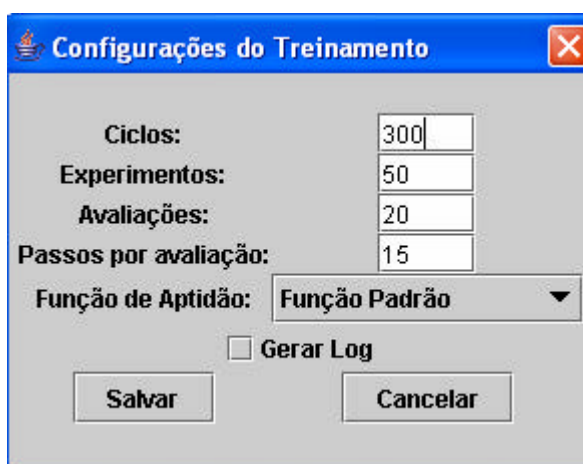 Configurações do Treinamento
Ciclos: 300
Experimentos: 50
Avaliações: 20
Passos por avaliação: 15
Função de Aptidão: Função Padrão
Gerar Log
Salvar Cancelar